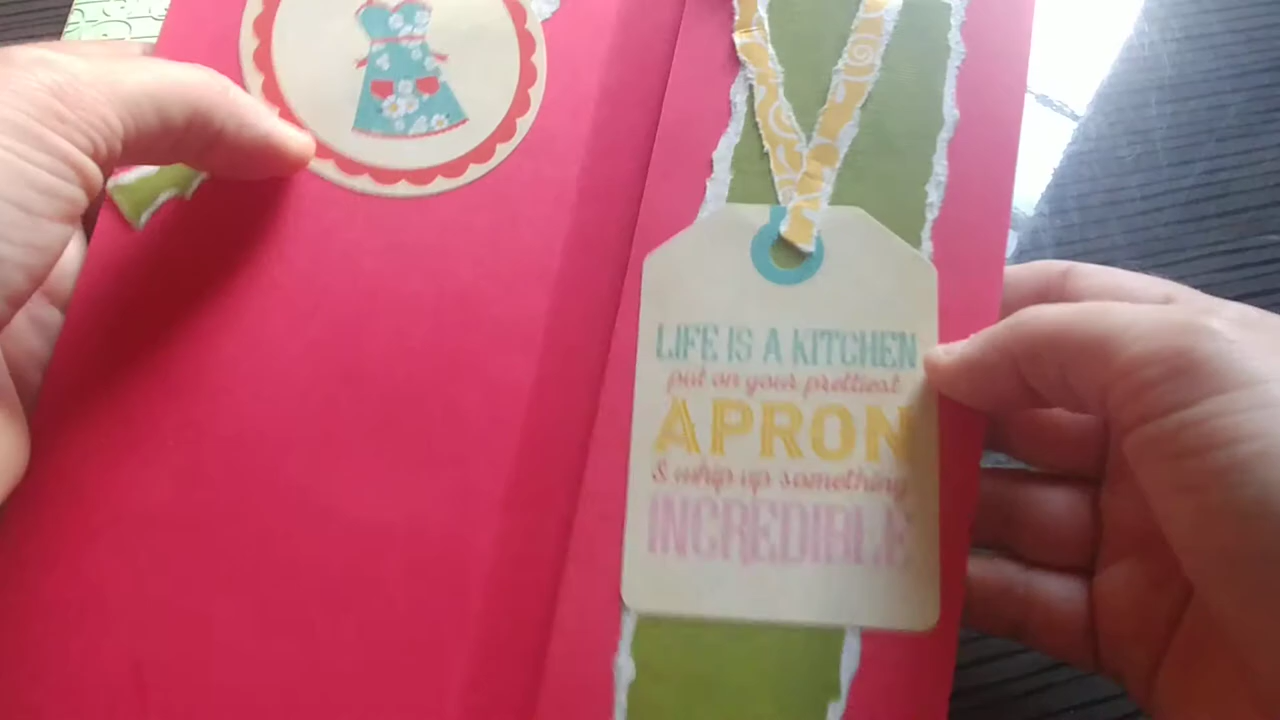 LIFE IS A KITCHEN
put on your prettiest
APRON
& whip up something
INCREDIBLE